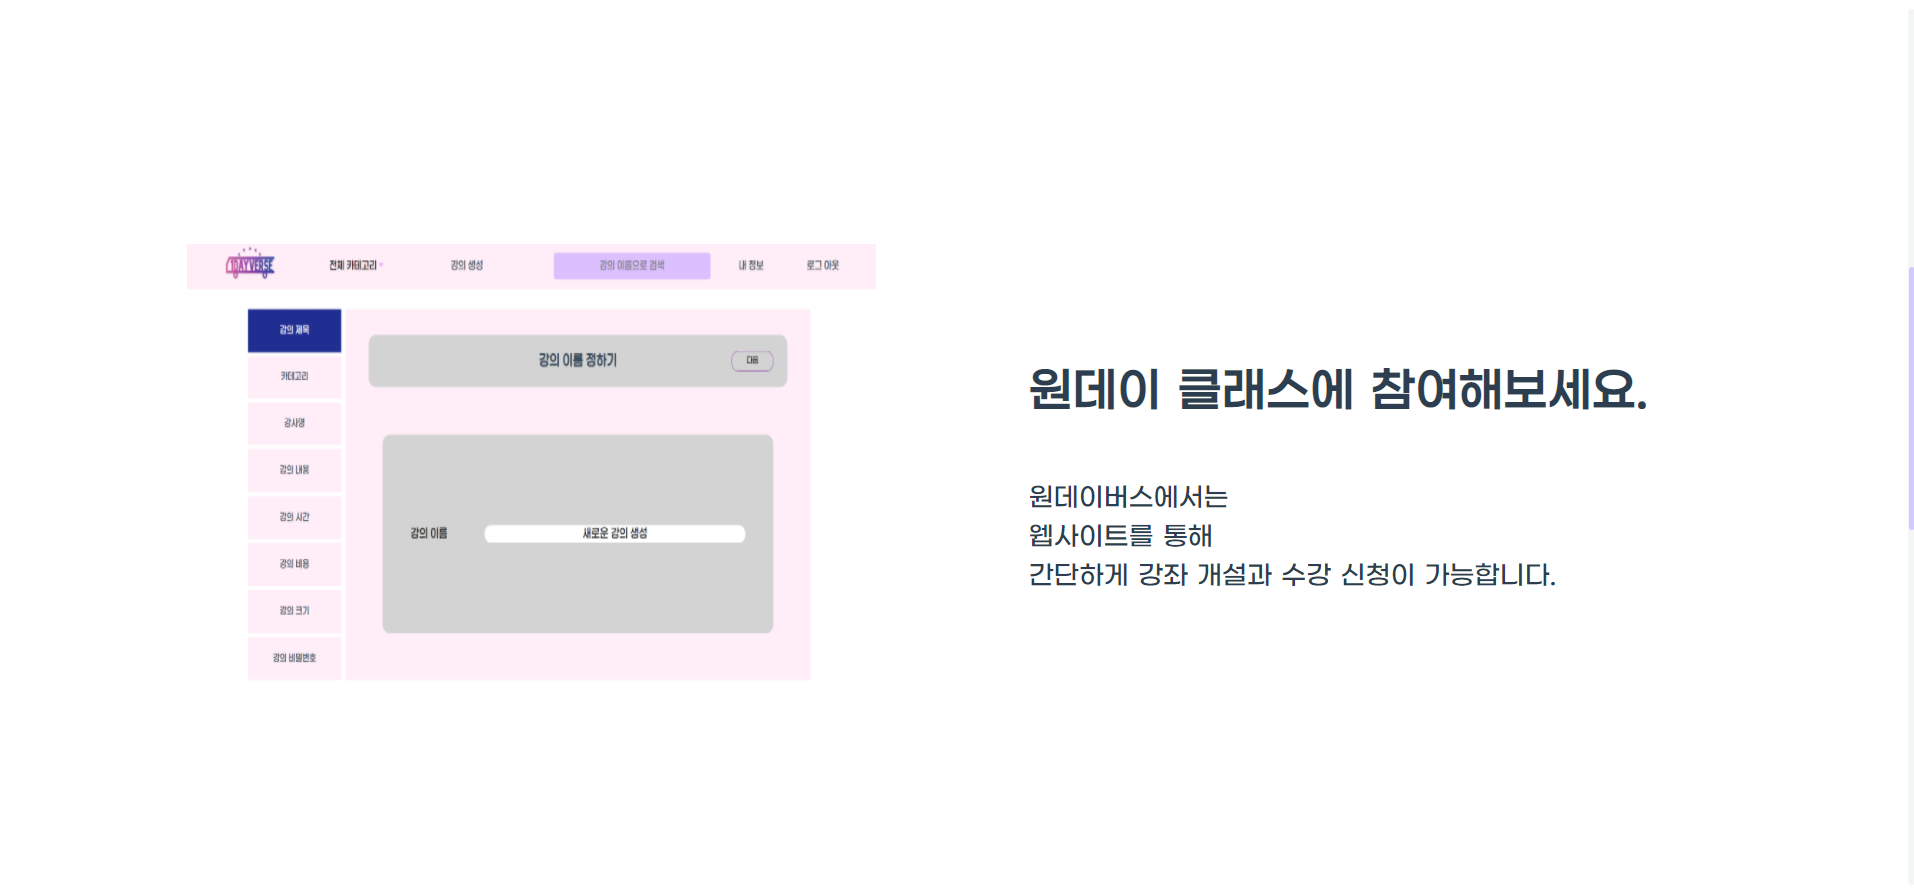 1DAYVERSE
전체 카테고리
강의 생성
강의 이름으로 검색
내 정보
로그 아웃
강의 제목
카테고리
강사명
강의 내용
강의 시간
강의 비용
강의 크기
강의 비밀번호
강의 이름 정하기
다음
강의 이름
새로운 강의 생성
원데이 클래스에 참여해보세요.
원데이버스에서는
웹사이트를 통해
간단하게 강좌 개설과 수강 신청이 가능합니다.